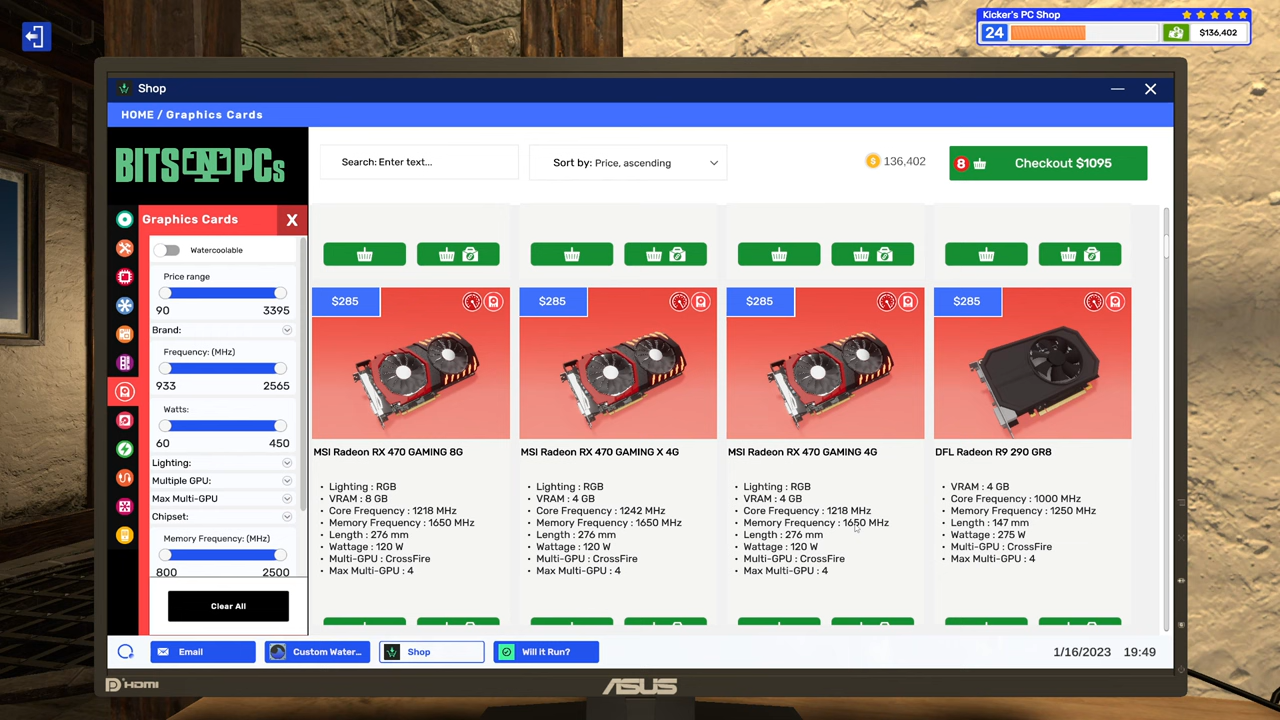 Kicker's PC Shop
24
$136,402
Shop
HOME / Graphics Cards
BITS N PCs
Search: Enter text...
Sort by: Price, ascending
136,402
8
Checkout $1095
Graphics Cards
X
Watercoolable
Price range
90 3395
Brand:
Frequency: (MHz)
933 2565
Watts:
60 450
Lighting:
Multiple GPU:
Max Multi-GPU
Chipset:
Memory Frequency: (MHz)
800 2500
Clear All
$285
MSI Radeon RX 470 GAMING 8G
• Lighting : RGB
• VRAM : 8 GB
• Core Frequency : 1218 MHz
• Memory Frequency : 1650 MHz
• Length : 276 mm
• Wattage : 120 W
• Multi-GPU : CrossFire
• Max Multi-GPU : 4
$285
MSI Radeon RX 470 GAMING X 4G
• Lighting : RGB
• VRAM : 4 GB
• Core Frequency : 1242 MHz
• Memory Frequency : 1650 MHz
• Length : 276 mm
• Wattage : 120 W
• Multi-GPU : CrossFire
• Max Multi-GPU : 4
$285
MSI Radeon RX 470 GAMING 4G
• Lighting : RGB
• VRAM : 4 GB
• Core Frequency : 1218 MHz
• Memory Frequency : 1650 MHz
• Length : 276 mm
• Wattage : 120 W
• Multi-GPU : CrossFire
• Max Multi-GPU : 4
$285
DFL Radeon R9 290 GR8
• VRAM : 4 GB
• Core Frequency : 1000 MHz
• Memory Frequency : 1250 MHz
• Length : 147 mm
• Wattage : 275 W
• Multi-GPU : CrossFire
• Max Multi-GPU : 4
Email
Custom Water...
Shop
Will it Run?
1/16/2023 19:49
HDMI
ASUS